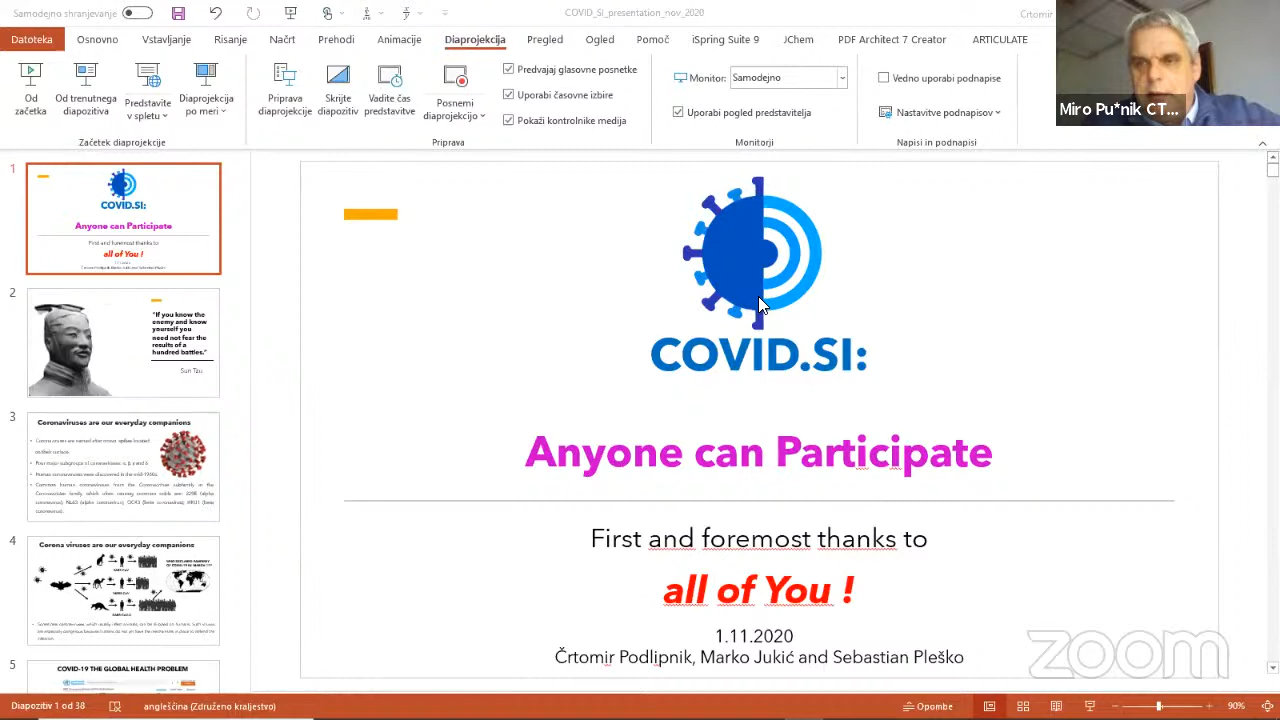 Samodejno shranjevanje
COVID_SI_presentation_nov_2020
Črtomir
Datoteka
Osnovno
Vstavljanje
Risanje
Načrt
Prehodi
Animacije
Diaprojekcija
Pregled
Ogled
Pomoč
iSpring Suite 9
JChem
PDF Architect 7 Creator
ARTICULATE
Od
začetka
Od trenutnega
diapozitiva
Predstavite
v spletu
Diaprojekcija
po meri
Priprava
diaprojekcije
Skrijte
diapozitiv
Vadite čas
predstavitve
Posnemi
diaprojekcijo
Predvajaj glasovne posnetke
Uporabi časovne izbire
Pokaži kontrolnike medija
Monitor:
Samodejno
Uporabi pogled predstavitelja
Vedno uporabi podnapise
Nastavitve podnapisov
Začetek diaprojekcije
Priprava
Monitorji
Napisi in podnapisi
Miro Pu*nik CT...
1
COVID.SI:
Anyone can Participate
First and foremost thanks to
all of You !
2
"If you know the
enemy and know
yourself you
need not fear the
results of a
hundred battles."
Sun Tzu
3
Coronaviruses are our everyday companions
4
Corona viruses are our everyday companions
5
COVID-19 THE GLOBAL HEALTH PROBLEM
COVID.SI:
Anyone can Participate
First and foremost thanks to
all of You !
1.11.2020
Črtomir Podlipnik, Marko Jukić and Sebastian Pleško
zoom
Diapozitiv 1 od 38
angleščina (Združeno kraljestvo)
Opombe
90%